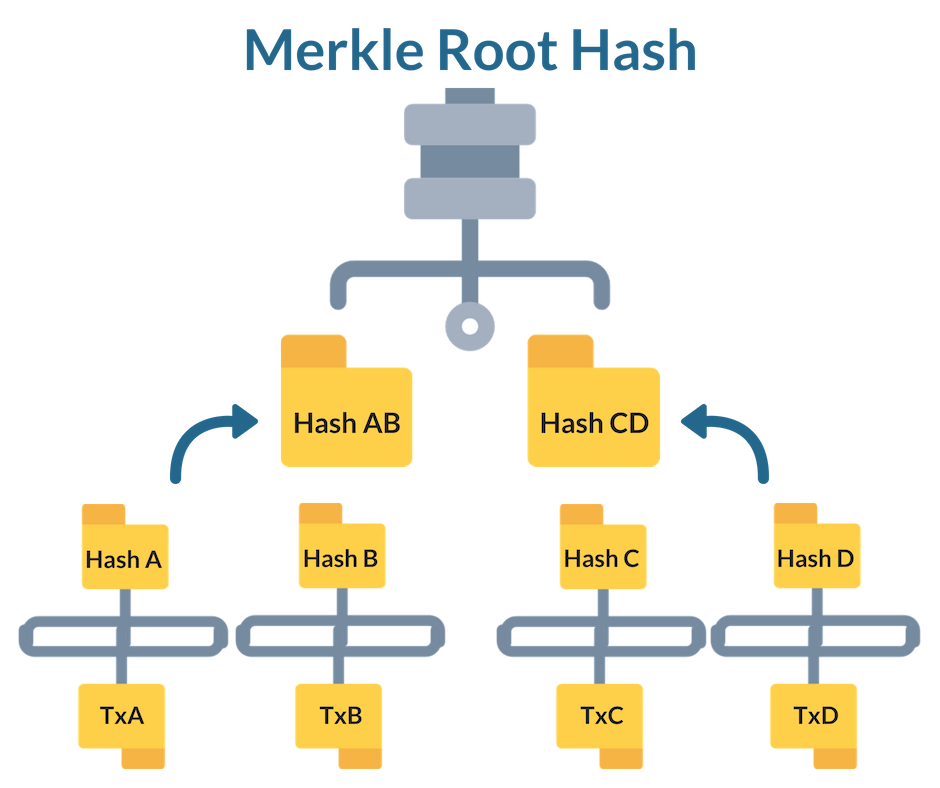 Merkle Root Hash
Hash AB
Hash CD
Hash A
Hash B
Hash C
Hash D
TxA
TxB
TxC
TxD